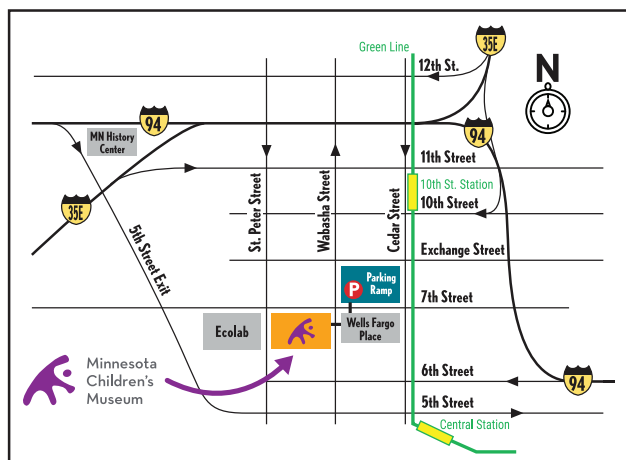 Green Line
35E
12th St.
N
94
MN History
Center
94
11th Street
10th St. Station
10th Street
35E
5th Street Exit
St. Peter Street
Wabasha Street
Cedar Street
Exchange Street
P
Parking
Ramp
7th Street
Ecolab
Wells Fargo
Place
Minnesota
Children's
Museum
6th Street
94
5th Street
Central Station